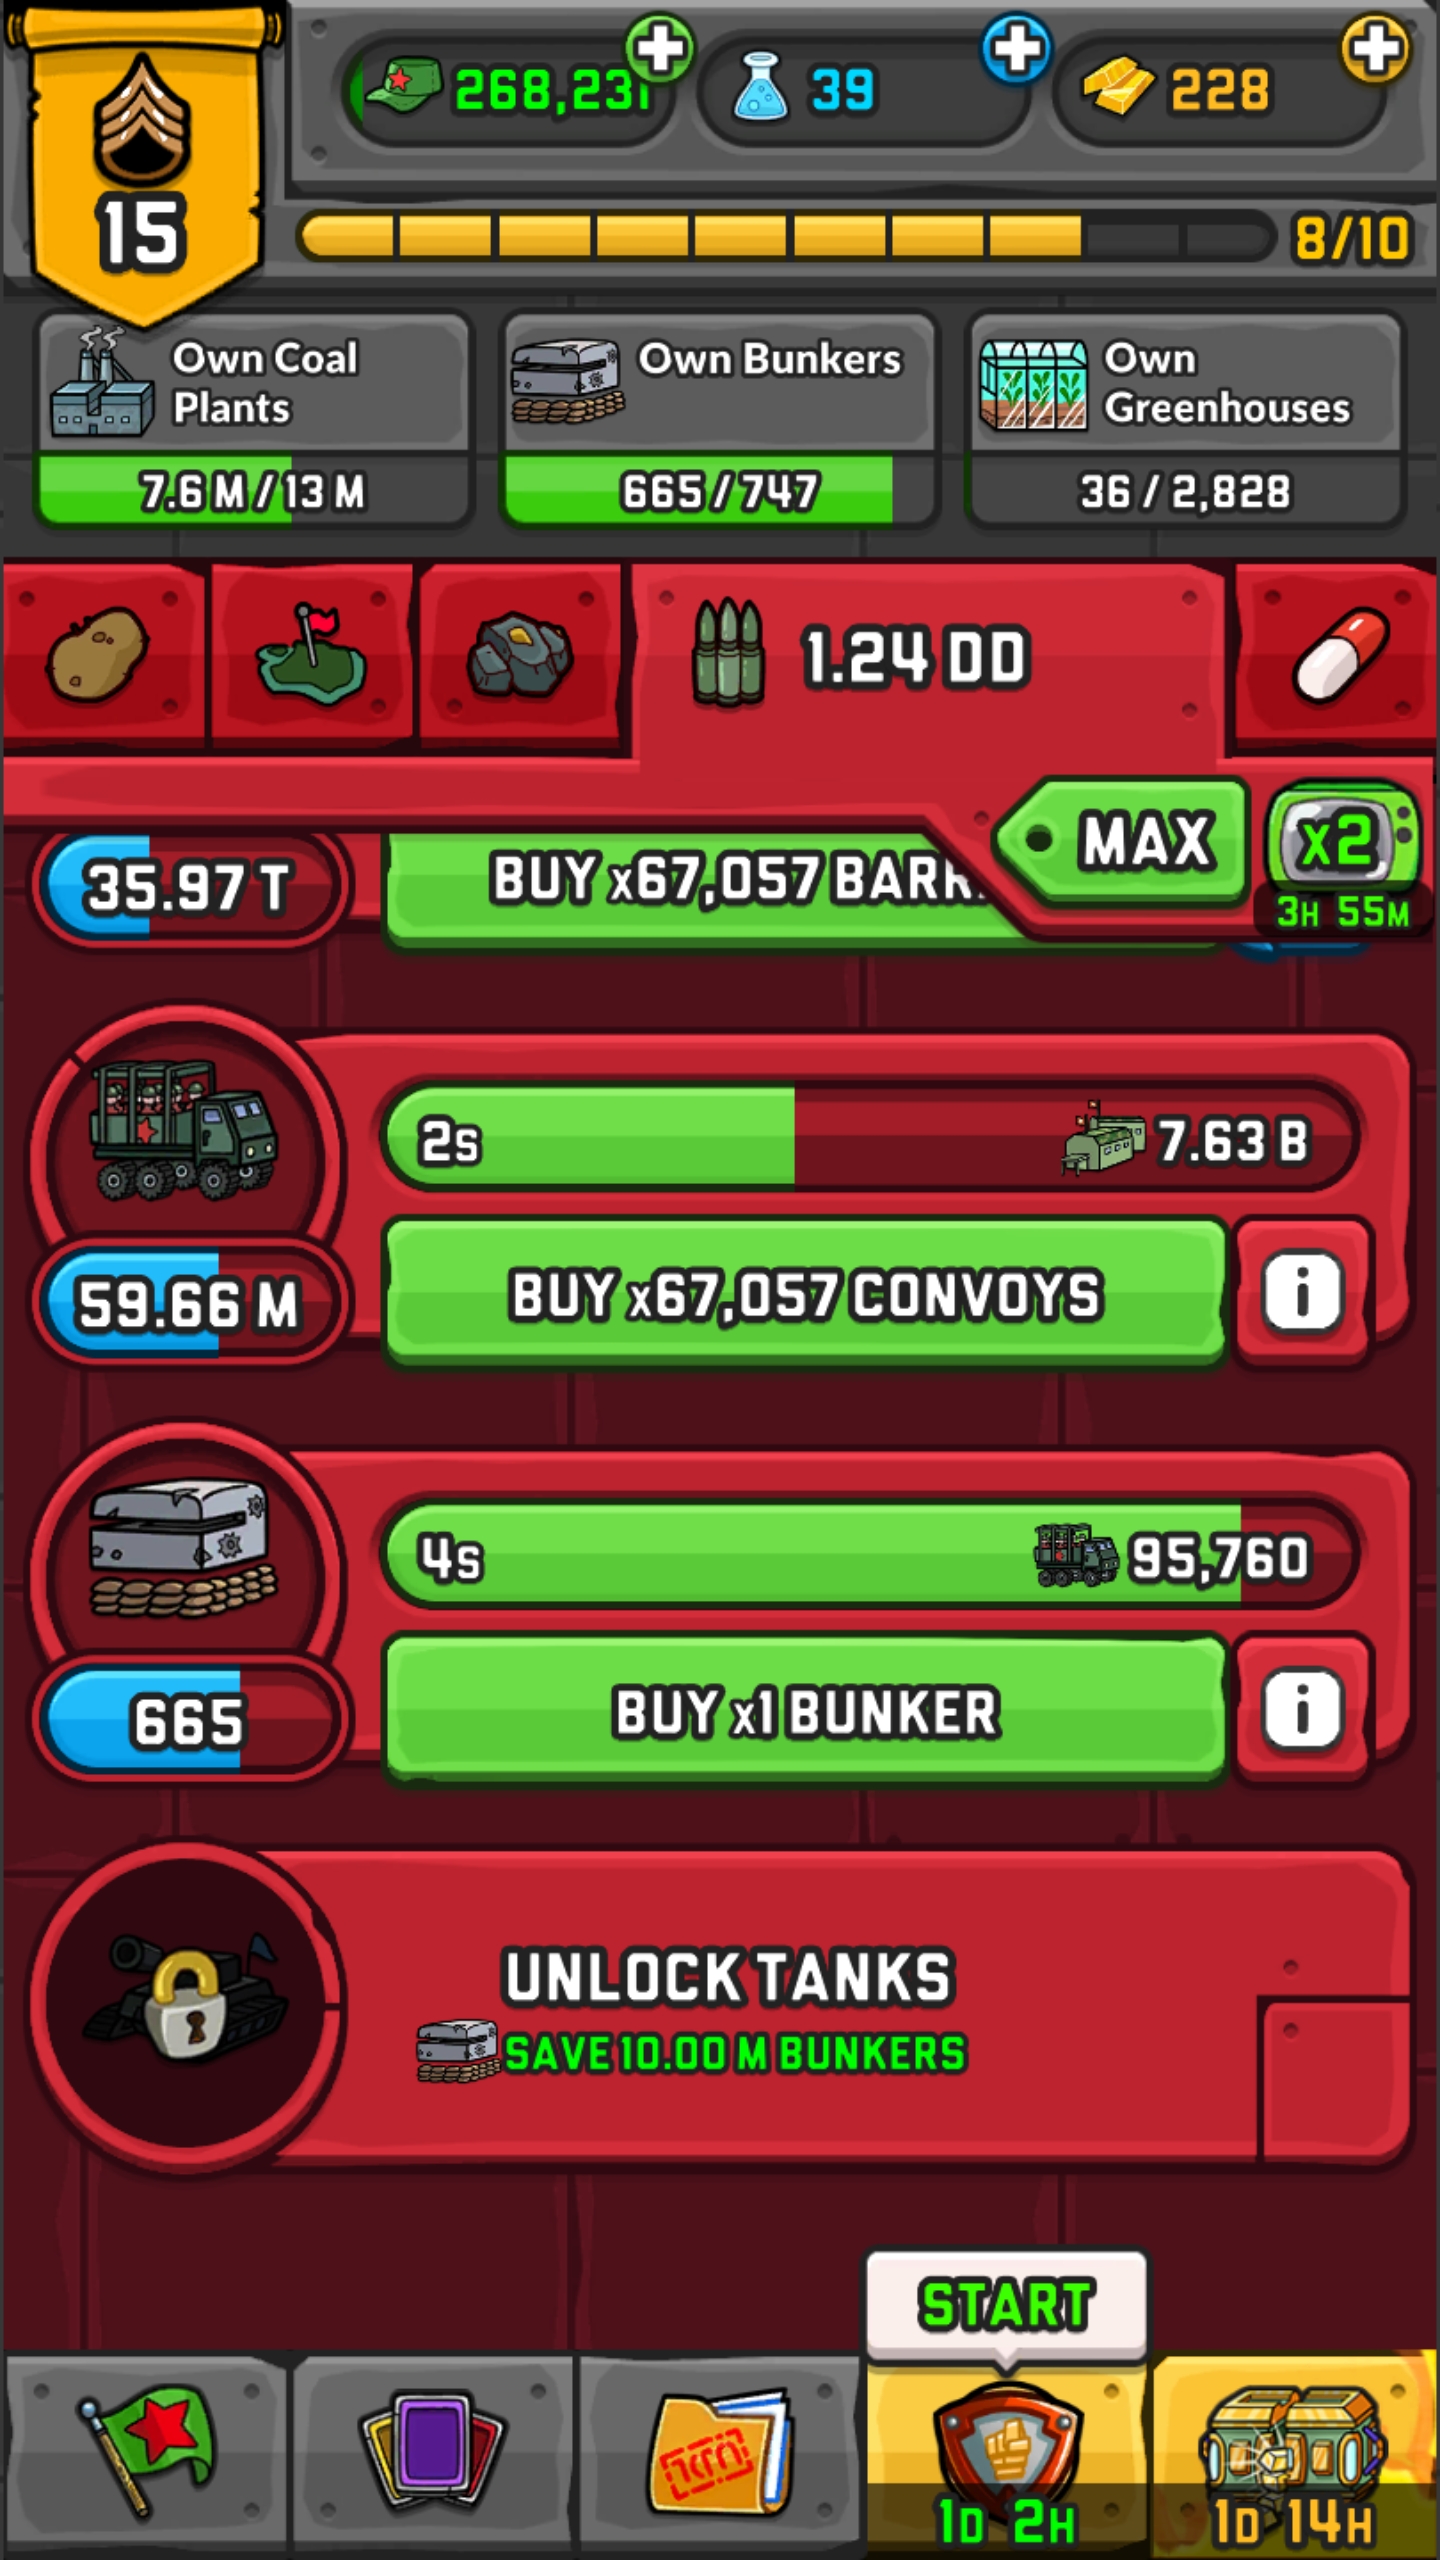 15
268,231
39
228
8/10
Own Coal
Plants
7.6 M / 13 M
Own Bunkers
665 / 747
Own
Greenhouses
36 / 2,828
1.24 DD
MAX
x2
3H 55M
35.97 T
BUY x67,057 BARR
2s
7.63 B
59.66 M
BUY x67,057 CONVOYS
i
4s
95,760
665
BUY x1 BUNKER
i
UNLOCK TANKS
SAVE 10.00 M BUNKERS
START
1D 2H
1D 14H